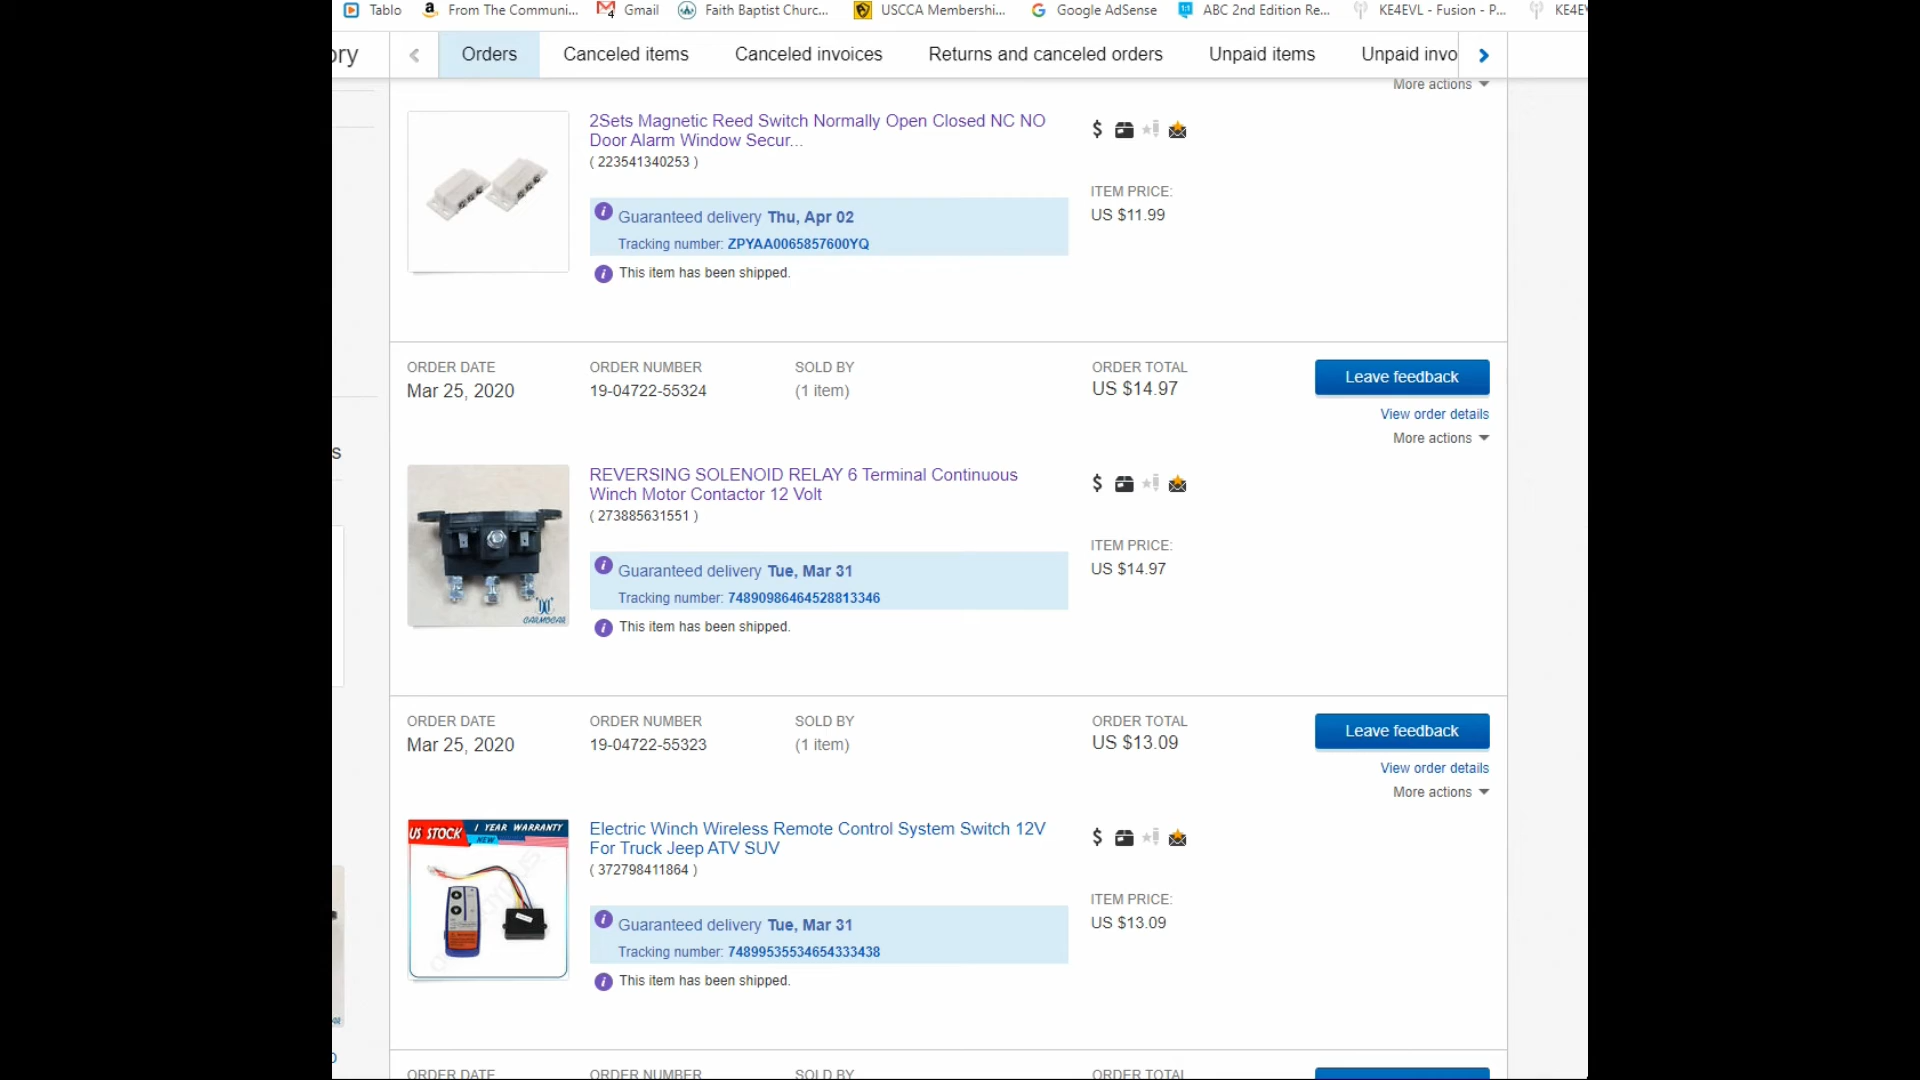 Tablo
From The Communi...
Gmail
Faith Baptist Churc...
USCCA Membershi...
Google AdSense
ABC 2nd Edition Re...
KE4EVL - Fusion - P...
KE4EV
ory
Orders
Canceled items
Canceled invoices
Returns and canceled orders
Unpaid items
Unpaid invo
More actions
2Sets Magnetic Reed Switch Normally Open Closed NC NO
Door Alarm Window Secur...
( 223541340253 )
ITEM PRICE:
US $11.99
Guaranteed delivery Thu, Apr 02
Tracking number: ZPYAA0065857600YQ
This item has been shipped.
ORDER DATE
Mar 25, 2020
ORDER NUMBER
19-04722-55324
SOLD BY
(1 item)
ORDER TOTAL
US $14.97
Leave feedback
View order details
More actions
s
CARMOCAR
REVERSING SOLENOID RELAY 6 Terminal Continuous
Winch Motor Contactor 12 Volt
( 273885631551 )
ITEM PRICE:
US $14.97
Guaranteed delivery Tue, Mar 31
Tracking number: 74890986464528813346
This item has been shipped.
ORDER DATE
Mar 25, 2020
ORDER NUMBER
19-04722-55323
SOLD BY
(1 item)
ORDER TOTAL
US $13.09
Leave feedback
View order details
More actions
US STOCK
1 YEAR WARRANTY
NEW
Electric Winch Wireless Remote Control System Switch 12V
For Truck Jeep ATV SUV
( 372798411864 )
ITEM PRICE:
US $13.09
Guaranteed delivery Tue, Mar 31
Tracking number: 74899535534654333438
This item has been shipped.
ORDER DATE
ORDER NUMBER
SOLD BY
ORDER TOTAL